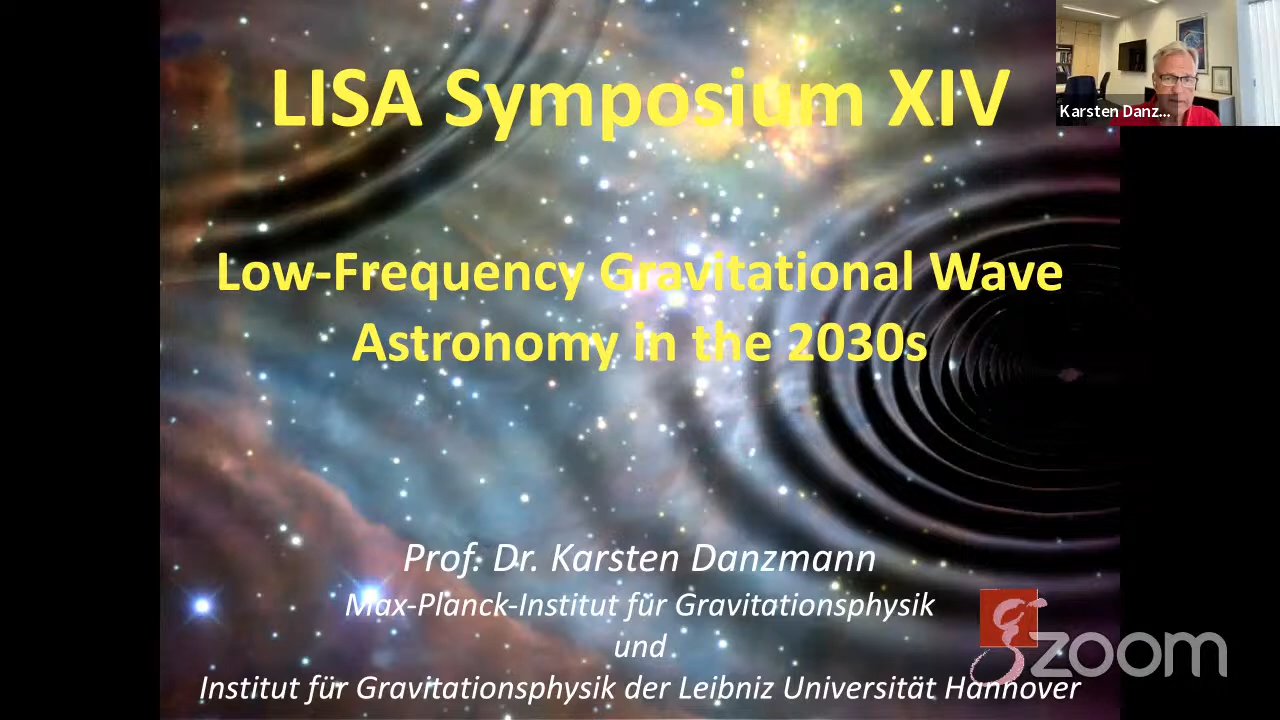 LISA Symposium XIV
Karsten Danz...
Low-Frequency Gravitational Wave
Astronomy in the 2030s
Prof. Dr. Karsten Danzmann
Max-Planck-Institut für Gravitationsphysik
und
zoom
Institut für Gravitationsphysik der Leibniz Universität Hannover